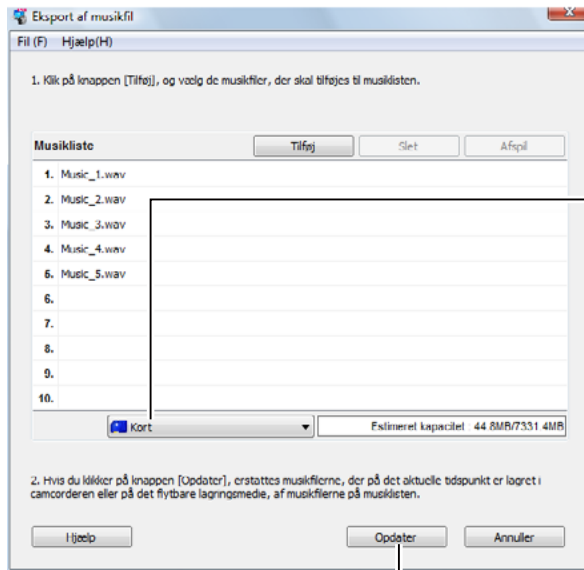 Eksport af musikfil
Fil (F) Hjælp(H)
1. Klik på knappen [Tilføj], og vælg de musikfiler, der skal tilføjes til musiklisten.
Musikliste Tilføj Slet Afspil
1. Music_1.wav
2. Music_2.wav
3. Music_3.wav
4. Music_4.wav
5. Music_5.wav
6.
7.
8.
9.
10.
Kort Estimeret kapacitet : 44.8MB/7331.4MB
2. Hvis du klikker på knappen [Opdater], erstattes musikfilerne, der på det aktuelle tidspunkt er lagret i
camcorderen eller på det flytbare lagringsmedie, af musikfilerne på musiklisten.
Hjælp Opdater Annuller